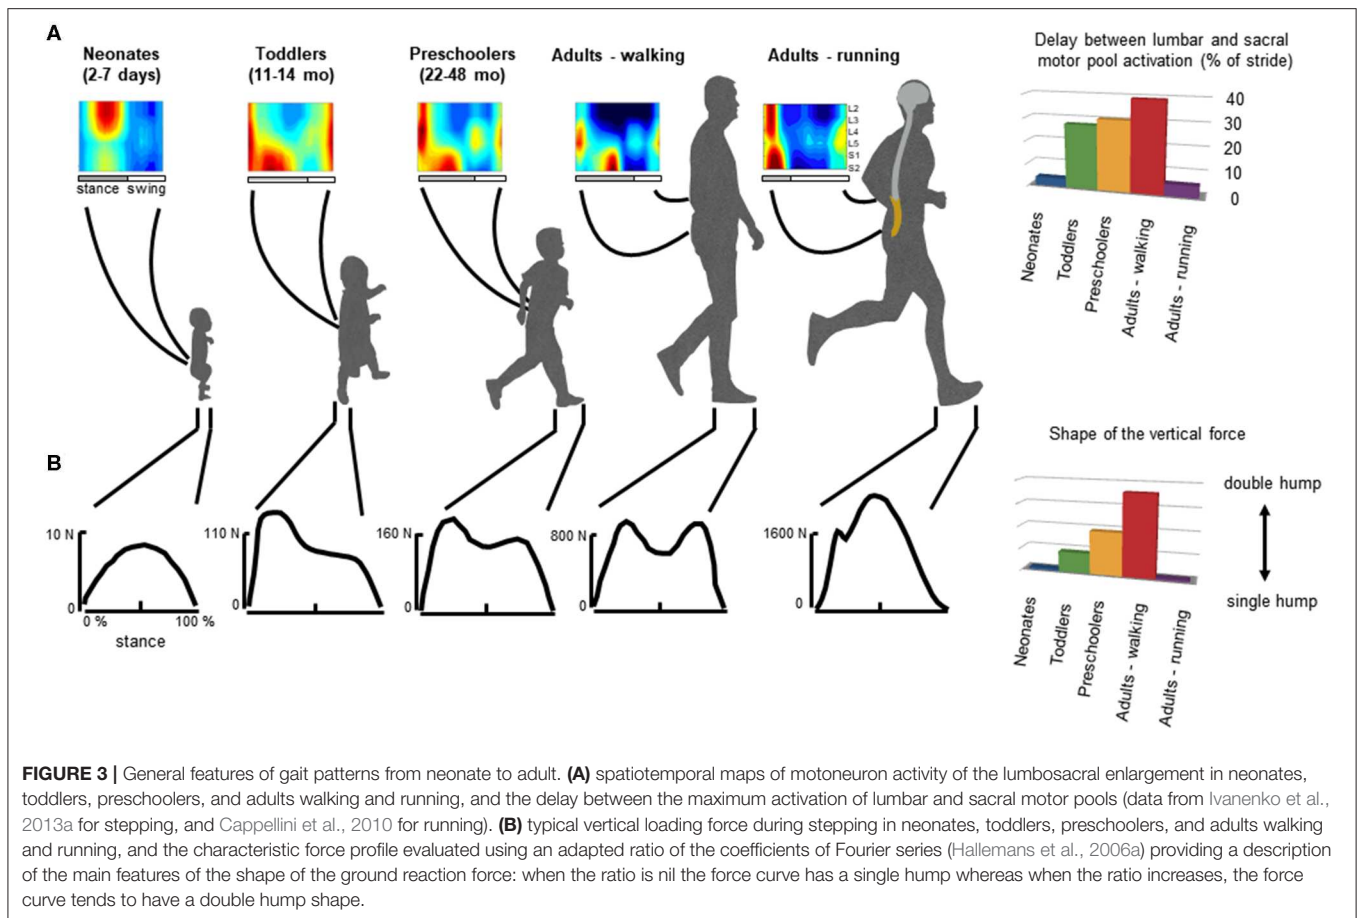 A
Neonates
(2-7 days)
Toddlers
(11-14 mo)
Preschoolers
(22-48 mo)
Adults - walking
Adults - running
L2
L3
L4
L5
S1
S2
stance swing
Delay between lumbar and sacral
motor pool activation (% of stride)
40
30
20
10
0
Neonates
Toddlers
Preschoolers
Adults - walking
Adults - running
B
10 N
0
0 %
100 %
stance
110 N
0
160 N
0
800 N
0
1600 N
0
Shape of the vertical force
double hump
single hump
Neonates
Toddlers
Preschoolers
Adults - walking
Adults - running
FIGURE 3 | General features of gait patterns from neonate to adult. (A) spatiotemporal maps of motoneuron activity of the lumbosacral enlargement in neonates,
toddlers, preschoolers, and adults walking and running, and the delay between the maximum activation of lumbar and sacral motor pools (data from Ivanenko et al.,
2013a for stepping, and Cappellini et al., 2010 for running). (B) typical vertical loading force during stepping in neonates, toddlers, preschoolers, and adults walking
and running, and the characteristic force profile evaluated using an adapted ratio of the coefficients of Fourier series (Hallemans et al., 2006a) providing a description
of the main features of the shape of the ground reaction force: when the ratio is nil the force curve has a single hump whereas when the ratio increases, the force
curve tends to have a double hump shape.